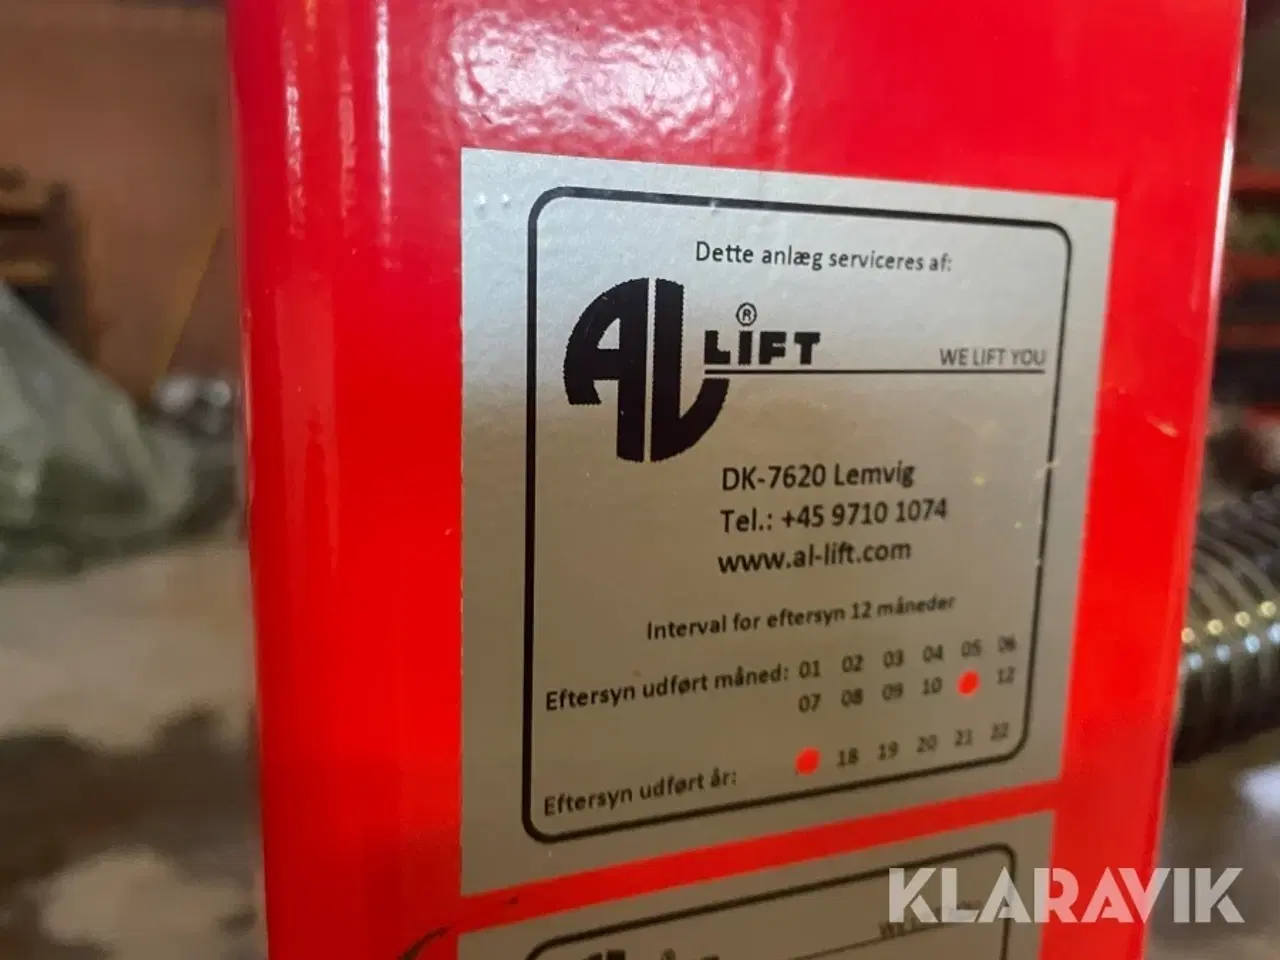 Dette anlæg serviceres af:
AL LIFT ®
WE LIFT YOU
DK-7620 Lemvig
Tel.: +45 9710 1074
www.al-lift.com
Interval for eftersyn 12 måneder
Eftersyn udført måned: 01 02 03 04 05 06
07 08 09 10 12
Eftersyn udført år: 18 19 20 21 22
KLARAVIK